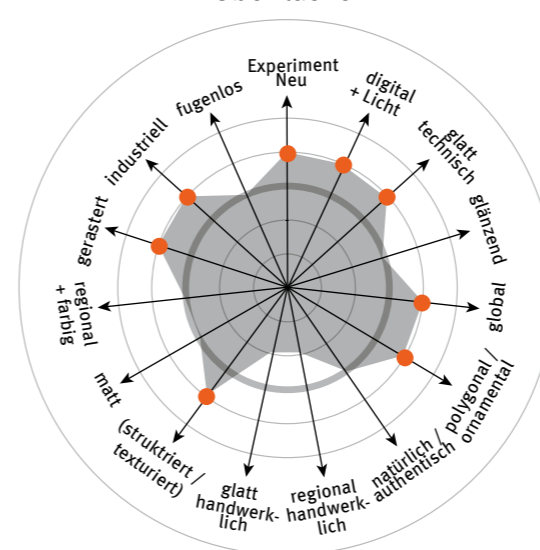 Experiment
Neu
digital
+ Licht
glatt
technisch
glänzend
global
polygonal /
ornamental
natürlich /
authentisch
regional
handwerk-
lich
glatt
handwerk-
lich
(struktriert /
texturiert)
matt
regional
+ farbig
gerastert
industriell
fugenlos